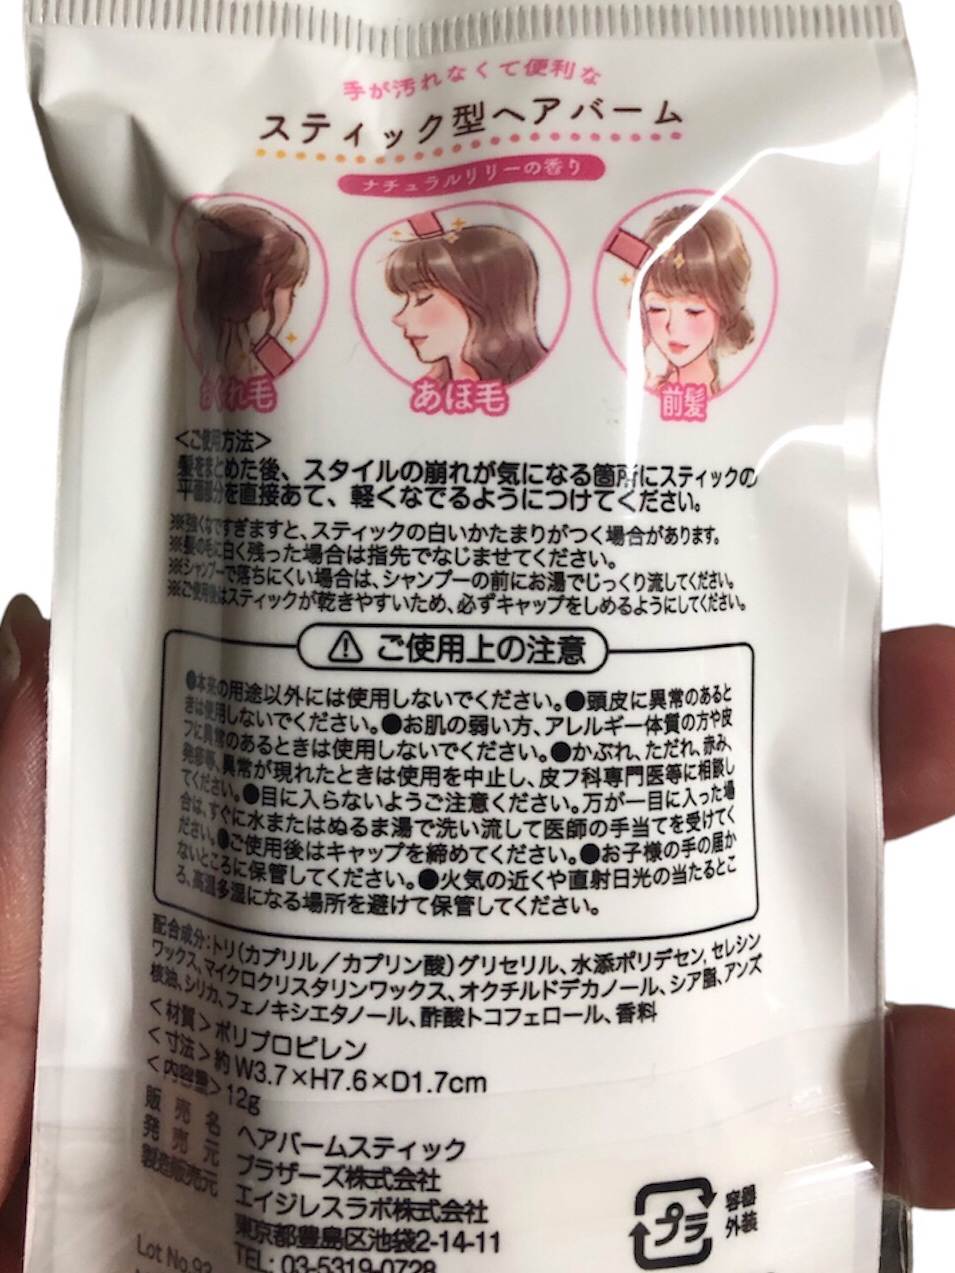 手が汚れなくて便利な
スティック型ヘアバーム
ナチュラルリリーの香り
おくれ毛
あほ毛
前髪
<ご使用方法>
髪をまとめた後、スタイルの崩れが気になる箇所にスティックの
平面部分を直接あて、軽くなでるようにつけてください。
※強くなですぎますと、スティックの白いかたまりがつく場合があります。
※髪の毛に白く残った場合は指先でなじませてください。
※シャンプーで落ちにくい場合は、シャンプーの前にお湯でじっくり流してください。
※ご使用後はスティックが乾きやすいため、必ずキャップをしめるようにしてください。
ご使用上の注意
●本来の用途以外には使用しないでください。●頭皮に異常のあると
きは使用しないでください。●お肌の弱い方、アレルギー体質の方や皮
フに異常のあるときは使用しないでください。●かぶれ、ただれ、赤み、
発疹等、異常が現れたときは使用を中止し、皮フ科専門医等に相談し
てください。●目に入らないようご注意ください。万が一目に入った場
合は、すぐに水またはぬるま湯で洗い流して医師の手当てを受けてく
ださい。●ご使用後はキャップを締めてください。●お子様の手の届か
ないところに保管してください。●火気の近くや直射日光の当たるとこ
ろ、高温多湿になる場所を避けて保管してください。
配合成分:トリ(カプリル/カプリン酸)グリセリル、水添ポリデセン、セレシン
ワックス、マイクロクリスタリンワックス、オクチルドデカノール、シア脂、アンズ
核油、シリカ、フェノキシエタノール、酢酸トコフェロール、香料
<材質>ポリプロピレン
<寸法>約W3.7×H7.6×D1.7cm
<内容量>12g
販売名 ヘアバームスティック
発売元 ブラザーズ株式会社
製造販売元 エイジレスラボ株式会社
東京都豊島区池袋2-14-11
TEL: 03-5319-0728
プラ
容器
外装
Lot No.93